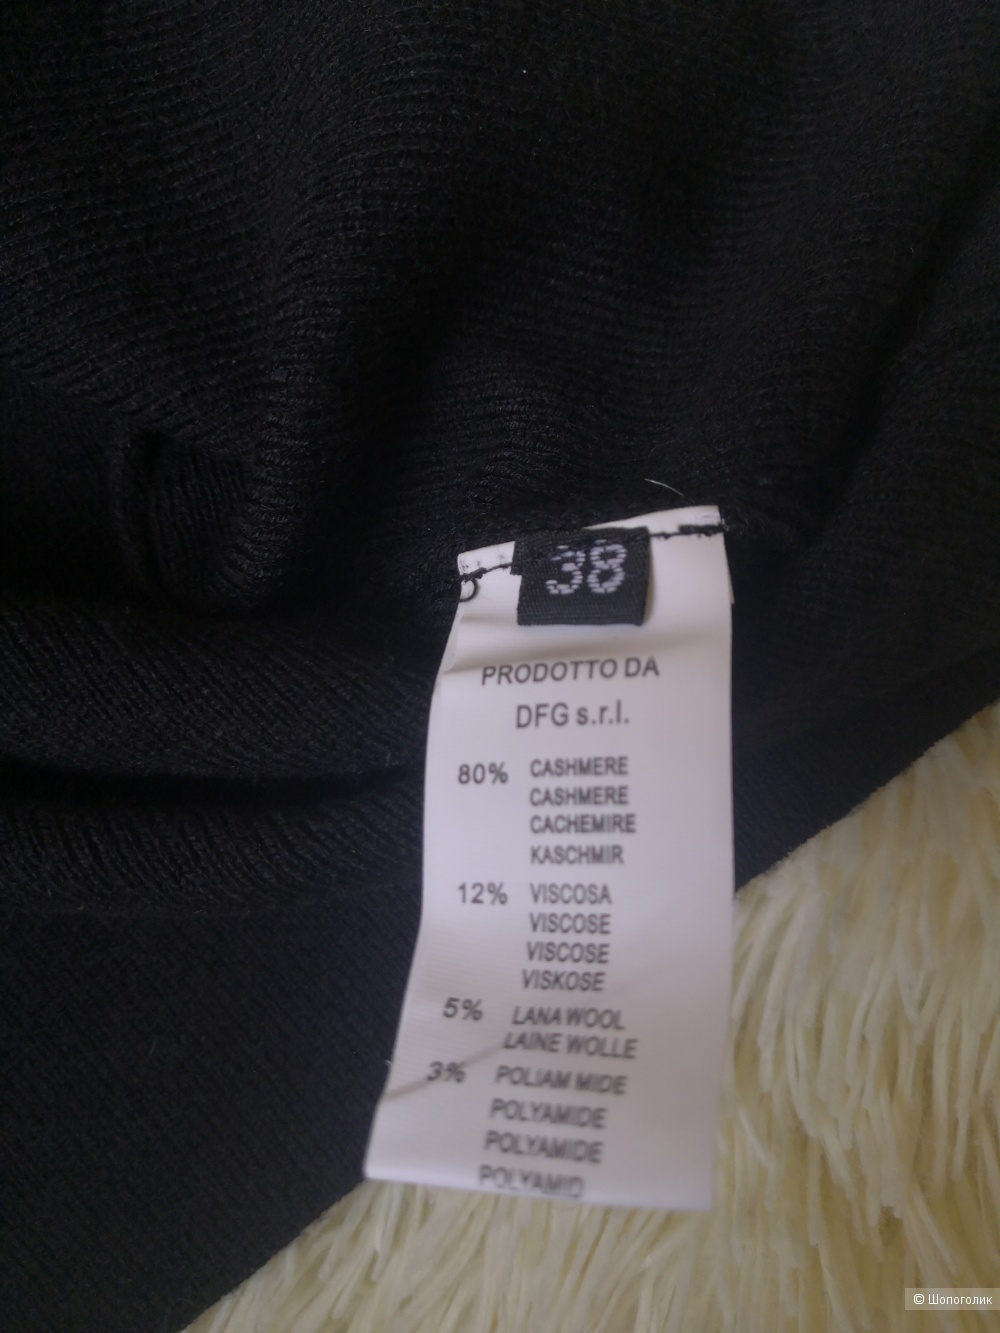 38
PRODOTTO DA
DFG s.r.l.
80% CASHMERE
CASHMERE
CACHEMIRE
KASCHMIR
12% VISCOSA
VISCOSE
VISCOSE
VISKOSE
5% LANA WOOL
LAINE WOLLE
3% POLIAM MIDE
POLYAMIDE
POLYAMIDE
POLYAMID
© Шопоголик